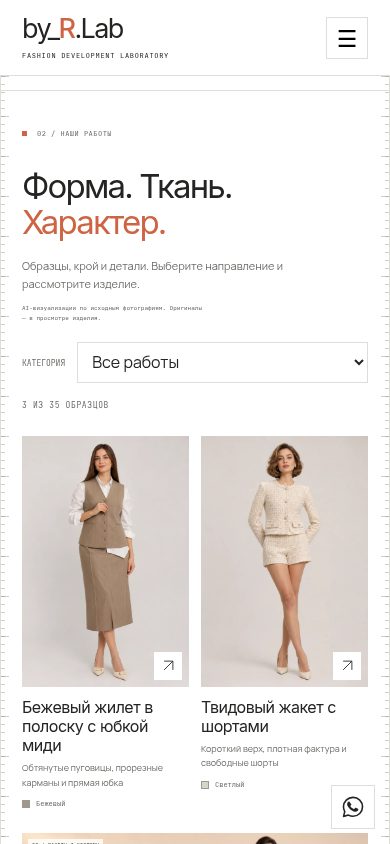 by_R.Lab
FASHION DEVELOPMENT LABORATORY
02 / НАШИ РАБОТЫ
Форма. Ткань.
Характер.
Образцы, крой и детали. Выберите направление и
рассмотрите изделие.
AI-визуализации по исходным фотографиям. Оригиналы
— в просмотре изделия.
КАТЕГОРИЯ
Все работы
3 ИЗ 35 ОБРАЗЦОВ
Бежевый жилет в
полоску с юбкой
миди
Обтянутые пуговицы, прорезные
карманы и прямая юбка
Бежевый
Твидовый жакет с
шортами
Короткий верх, плотная фактура и
свободные шорты
Светлый